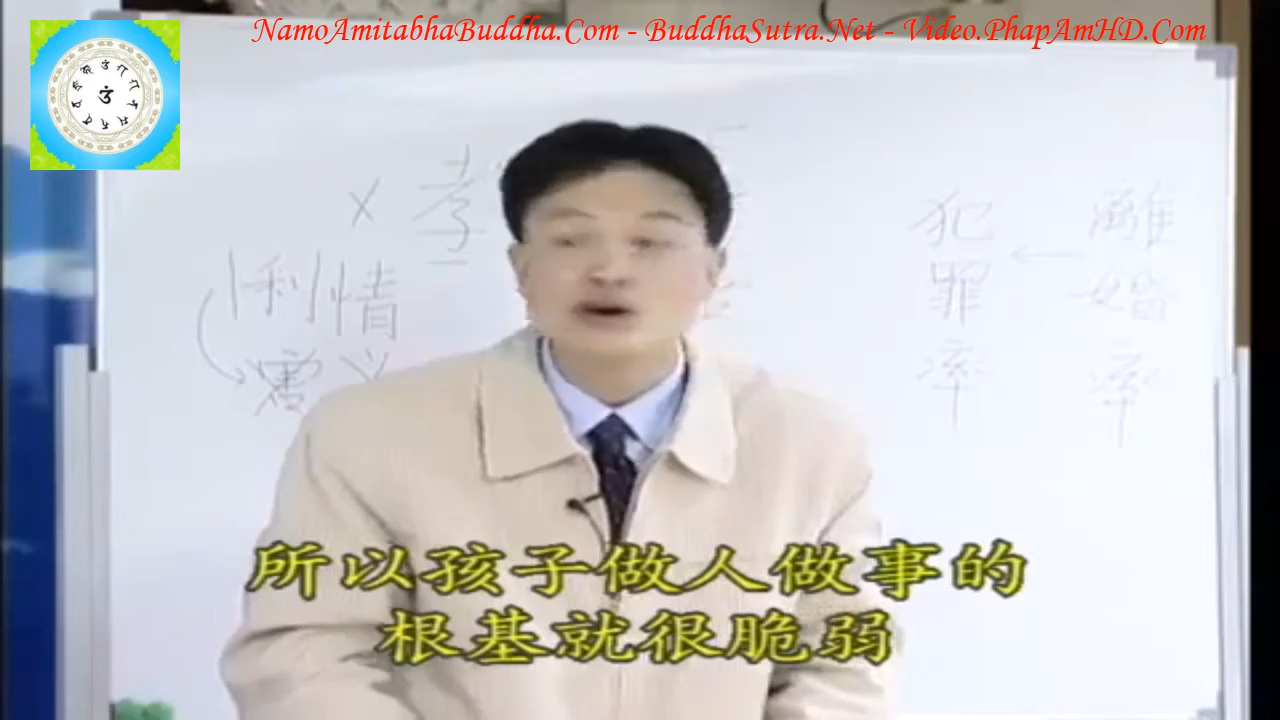 NamoAmitabhaBuddha.Com - BuddhaSutra.Net - Video.PhapAmHD.Com
離婚率
犯罪率
孝
X
情义
利
所以孩子做人做事的
根基就很脆弱